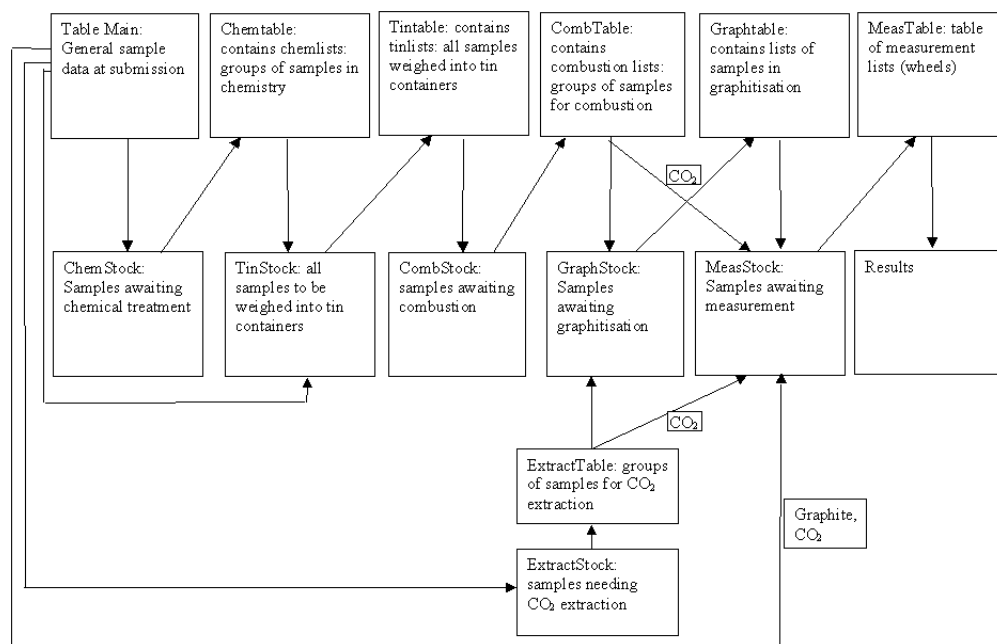 Table Main:
General sample
data at submission
Chemtable:
contains chemlists:
groups of samples in
chemistry
Tintable: contains
tinlists: all samples
weighed into tin
containers
CombTable:
contains
combustion lists:
groups of samples
for combustion
Graphtable:
contains lists of
samples in
graphitisation
MeasTable: table
of measurement
lists (wheels)
CO₂
ChemStock:
Samples awaiting
chemical treatment
TinStock: all
samples to be
weighed into tin
containers
CombStock:
samples awaiting
combustion
GraphStock:
Samples
awaiting
graphitisation
MeasStock:
Samples awaiting
measurement
Results
CO₂
ExtractTable: groups
of samples for CO₂
extraction
Graphite,
CO₂
ExtractStock:
samples needing
CO₂ extraction